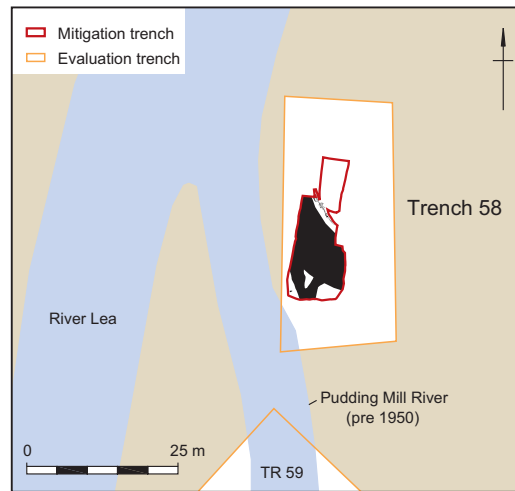 Mitigation trench
Evaluation trench
Trench 58
River Lea
Pudding Mill River
(pre 1950)
0 25 m
TR 59